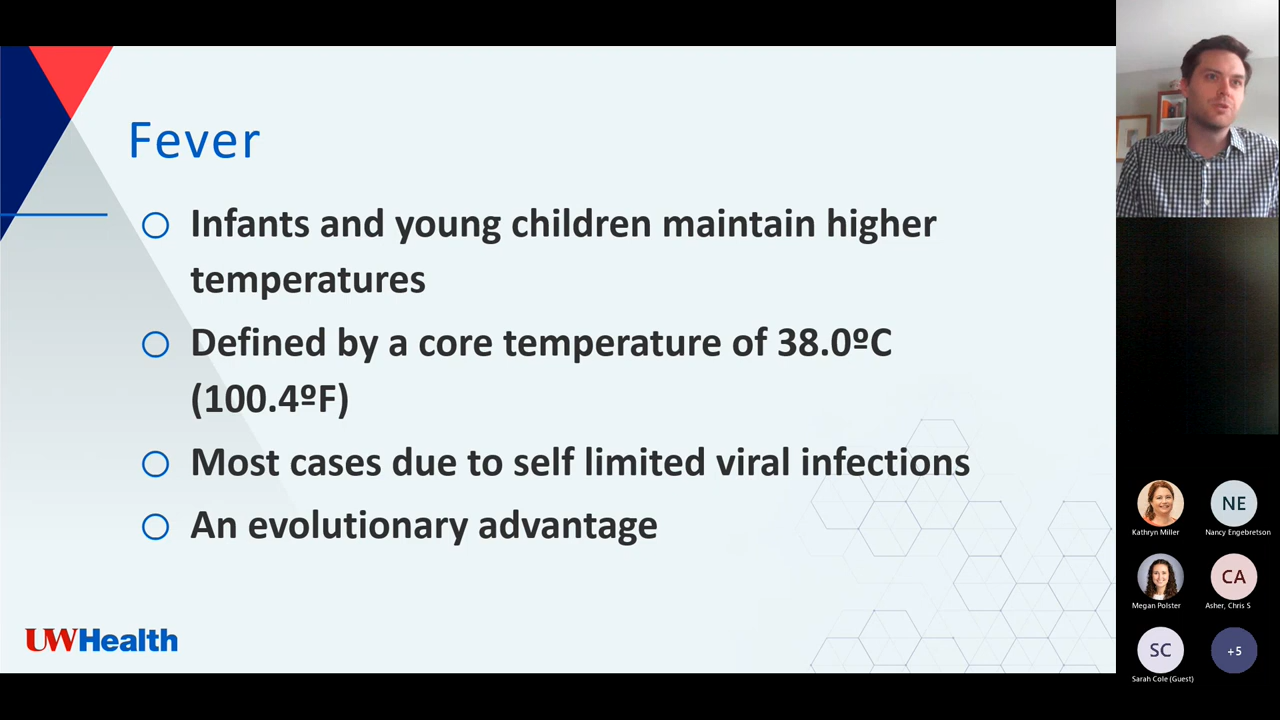 Fever
Infants and young children maintain higher
temperatures
Defined by a core temperature of 38.0ºC
(100.4ºF)
Most cases due to self limited viral infections
An evolutionary advantage
UWHealth
NE
Kathryn Miller
Nancy Engebretson
CA
Megan Polster
Asher, Chris S
SC
+5
Sarah Cole (Guest)